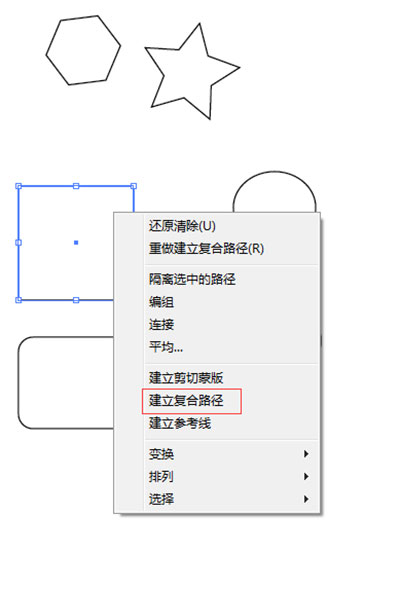 还原清除(U)
重做建立复合路径(R)
隔离选中的路径
编组
连接
平均...
建立剪切蒙版
建立复合路径
建立参考线
变换
排列
选择